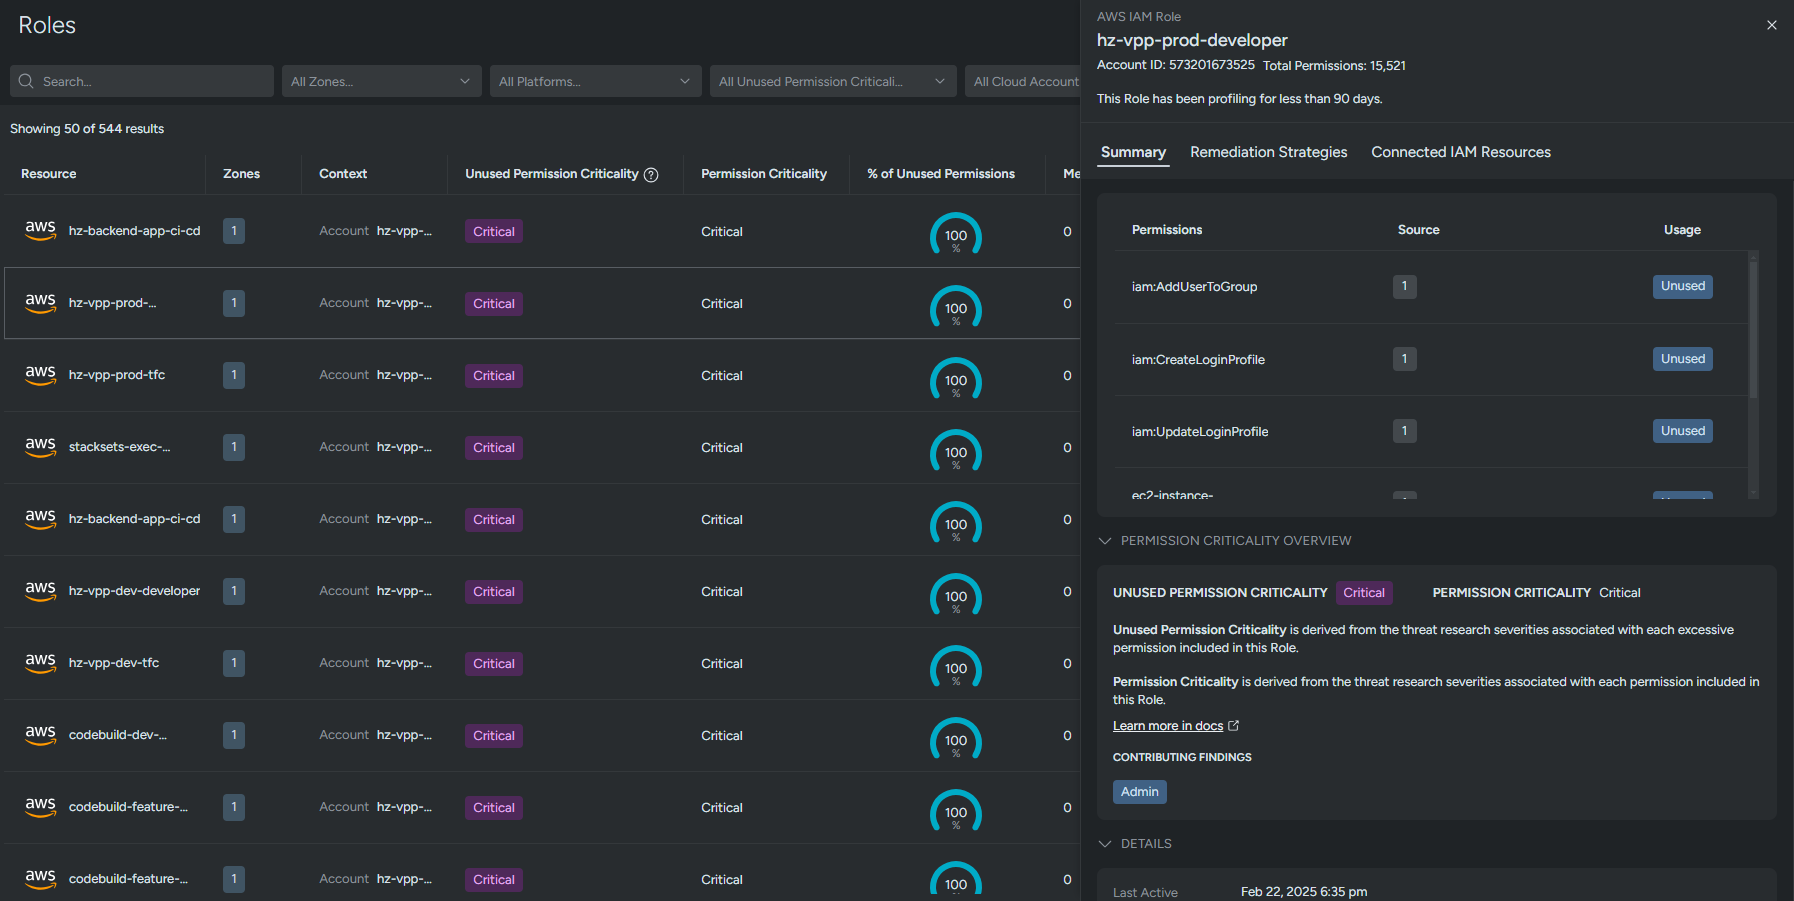 Roles
Search...
All Zones...
All Platforms...
All Unused Permission Criticali...
All Cloud Account
Showing 50 of 544 results
Resource Zones Context Unused Permission Criticality ? Permission Criticality % of Unused Permissions Me
aws hz-backend-app-ci-cd 1 Account hz-vpp-... Critical Critical 100 % 0
aws hz-vpp-prod-... 1 Account hz-vpp-... Critical Critical 100 % 0
aws hz-vpp-prod-tfc 1 Account hz-vpp-... Critical Critical 100 % 0
aws stacksets-exec-... 1 Account hz-vpp-... Critical Critical 100 % 0
aws hz-backend-app-ci-cd 1 Account hz-vpp-... Critical Critical 100 % 0
aws hz-vpp-dev-developer 1 Account hz-vpp-... Critical Critical 100 % 0
aws hz-vpp-dev-tfc 1 Account hz-vpp-... Critical Critical 100 % 0
aws codebuild-dev-... 1 Account hz-vpp-... Critical Critical 100 % 0
aws codebuild-feature-... 1 Account hz-vpp-... Critical Critical 100 % 0
aws codebuild-feature-... 1 Account hz-vpp-... Critical Critical 100 0
AWS IAM Role
hz-vpp-prod-developer
Account ID: 573201673525 Total Permissions: 15,521
This Role has been profiling for less than 90 days.
Summary Remediation Strategies Connected IAM Resources
Permissions Source Usage
iam:AddUserToGroup 1 Unused
iam:CreateLoginProfile 1 Unused
iam:UpdateLoginProfile 1 Unused
ec2-instance-
PERMISSION CRITICALITY OVERVIEW
UNUSED PERMISSION CRITICALITY Critical PERMISSION CRITICALITY Critical
Unused Permission Criticality is derived from the threat research severities associated with each excessive
permission included in this Role.
Permission Criticality is derived from the threat research severities associated with each permission included in
this Role.
Learn more in docs
CONTRIBUTING FINDINGS
Admin
DETAILS
Last Active Feb 22, 2025 6:35 pm